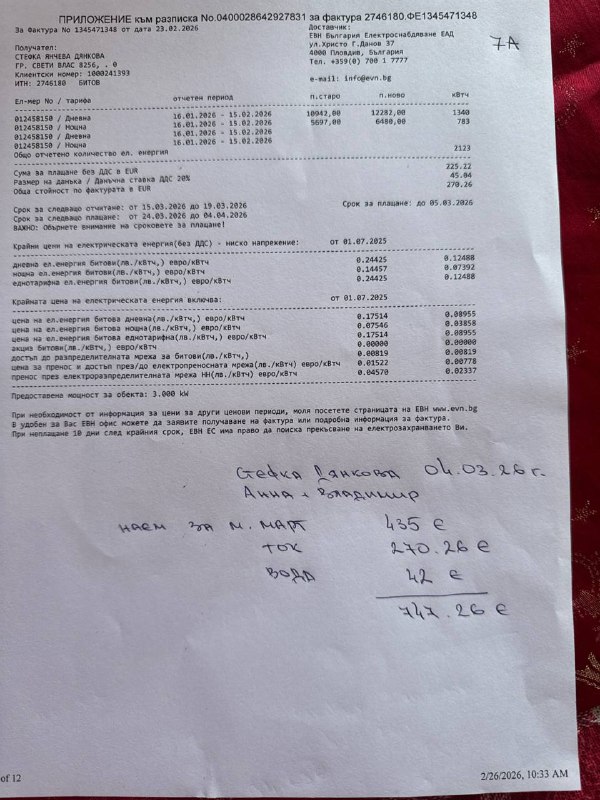 ПРИЛОЖЕНИЕ към разписка No.0400028642927831 за фактура 2746180.ФЕ1345471348
За Фактура No 1345471348 от дата 23.02.2026
Доставчик:
ЕВН България Електроснабдяване ЕАД
ул.Христо Г.Данов 37
4000 Пловдив, България
Тел. +359(0) 700 1 7777
7А
Получател:
СТЕФКА ЯНЧЕВА ДЯНКОВА
ГР. СВЕТИ ВЛАС 8256, . 0
Клиентски номер: 1000241393
ИТН: 2746180 БИТОВ
e-mail: info@evn.bg
Ел-мер No / тарифа отчетен период п.старо п.ново кВтч
012458150 / Дневна 16.01.2026 - 15.02.2026 10942,00 12282,00 1340
012458150 / Нощна 16.01.2026 - 15.02.2026 5697,00 6480,00 783
012458150 / Дневна 16.01.2026 - 15.02.2026
012458150 / Нощна 16.01.2026 - 15.02.2026
Общо отчетено количество ел. енергия 2123
Сума за плащане без ДДС в EUR 225.22
Размер на данъка / Данъчна ставка ДДС 20% 45.04
Обща стойност по фактурата в EUR 270.26
Срок за следващо отчитане: от 15.03.2026 до 19.03.2026 Срок за плащане: до 05.03.2026
Срок за следващо плащане: от 24.03.2026 до 04.04.2026
ВАЖНО: Обърнете внимание на сроковете за плащане!
Крайни цени на електрическата енергия(без ДДС) - ниско напрежение: от 01.07.2025
дневна ел.енергия битови(лв./кВтч,) евро/кВтч 0.24425 0.12488
нощна ел.енергия битови(лв./кВтч,) евро/кВтч 0.14457 0.07392
еднотарифна ел.енергия битови(лв./кВтч,) евро/кВтч 0.24425 0.12488
Крайната цена на електрическата енергия включва: от 01.07.2025
цена на ел.енергия битова дневна(лв./кВтч,) евро/кВтч 0.17514 0.08955
цена на ел.енергия битова нощна(лв./кВтч,) евро/кВтч 0.07546 0.03858
цена на ел.енергия битова еднотарифна(лв./кВтч,) евро/кВтч 0.17514 0.08955
акциз битови(лв./кВтч,) евро/кВтч 0.00000 0.00000
достъп до разпределителната мрежа за битови(лв./кВтч,) 0.00819 0.00819
цена за пренос и достъп през/до електропреносната мрежа(лв./кВтч) евро/кВтч 0.01522 0.00778
пренос през електроразпределителната мрежа НН(лв./кВтч,) евро/кВтч 0.04570 0.02337
Предоставена мощност за обекта: 3.000 kW
При необходимост от информация за цени за други ценови периоди, моля посетете страницата на ЕВН www.evn.bg
В удобен за Вас ЕВН офис можете да заявите получаване на фактура или подробна информация за фактура.
При неплащане 10 дни след крайния срок, ЕВН ЕС има право да поиска прекъсване на електрозахранването Ви.
Стефка Дянкова 04.03.26 г.
Анна + Владимир
наем за м. март 435 €
ток 270.26 €
вода 42 €
747.26 €
of 12
2/26/2026, 10:33 AM